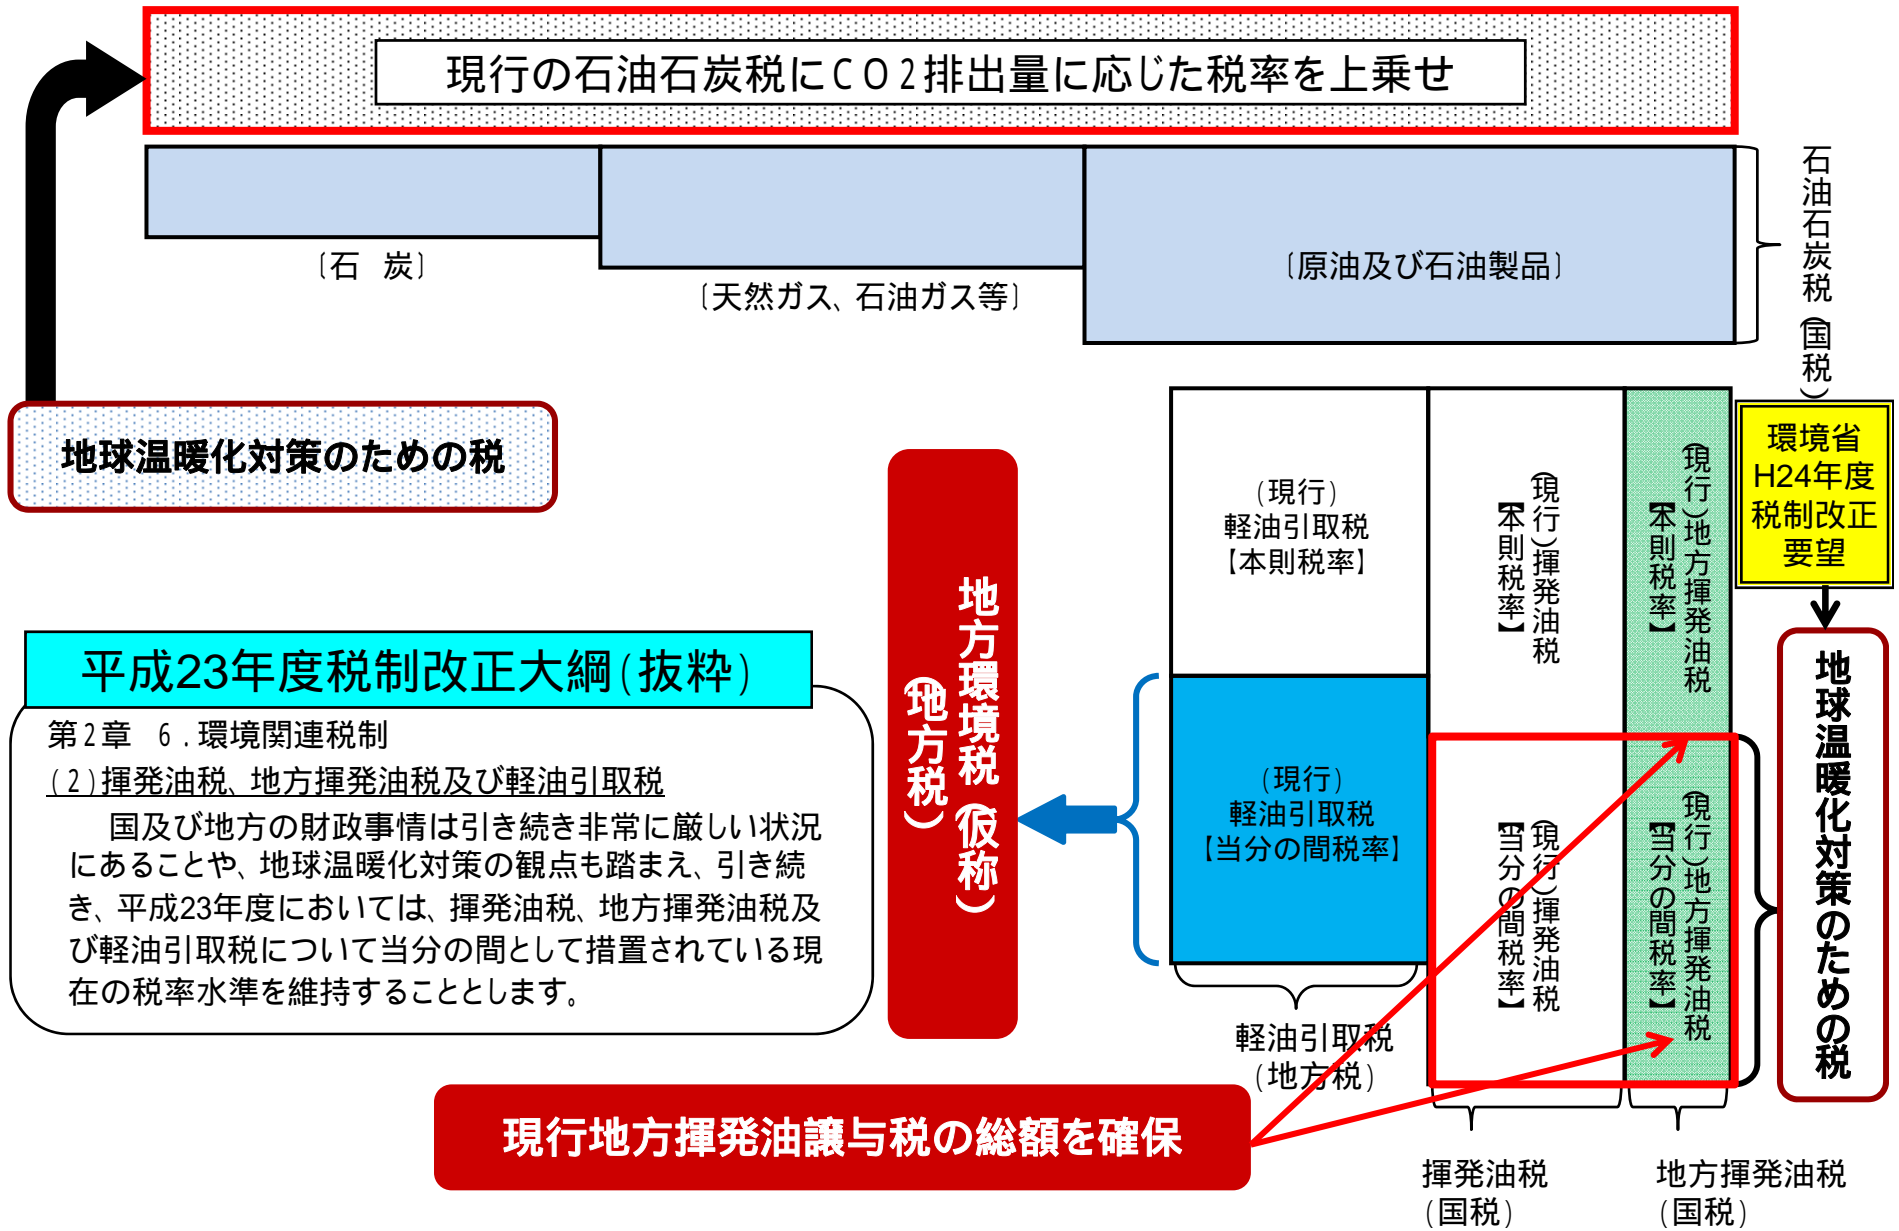 現行の石油石炭税にCO2排出量に応じた税率を上乗せ
〔石　炭〕
〔天然ガス、石油ガス等〕
〔原油及び石油製品〕
石油石炭税(国税)
地球温暖化対策のための税
(現行)
軽油引取税
【本則税率】
(現行)揮発油税
【本則税率】
(現行)地方揮発油税
【本則税率】
環境省
H24年度
税制改正
要望
地方環境税(仮称)
(地方税)
平成23年度税制改正大綱(抜粋)
第2章　6.環境関連税制
(2)揮発油税、地方揮発油税及び軽油引取税
国及び地方の財政事情は引き続き非常に厳しい状況
にあることや、地球温暖化対策の観点も踏まえ、引き続
き、平成23年度においては、揮発油税、地方揮発油税及
び軽油引取税について当分の間として措置されている現
在の税率水準を維持することとします。
(現行)
軽油引取税
【当分の間税率】
(現行)揮発油税
【当分の間税率】
(現行)地方揮発油税
【当分の間税率】
地球温暖化対策のための税
軽油引取税
(地方税)
現行地方揮発油譲与税の総額を確保
揮発油税
(国税)
地方揮発油税
(国税)